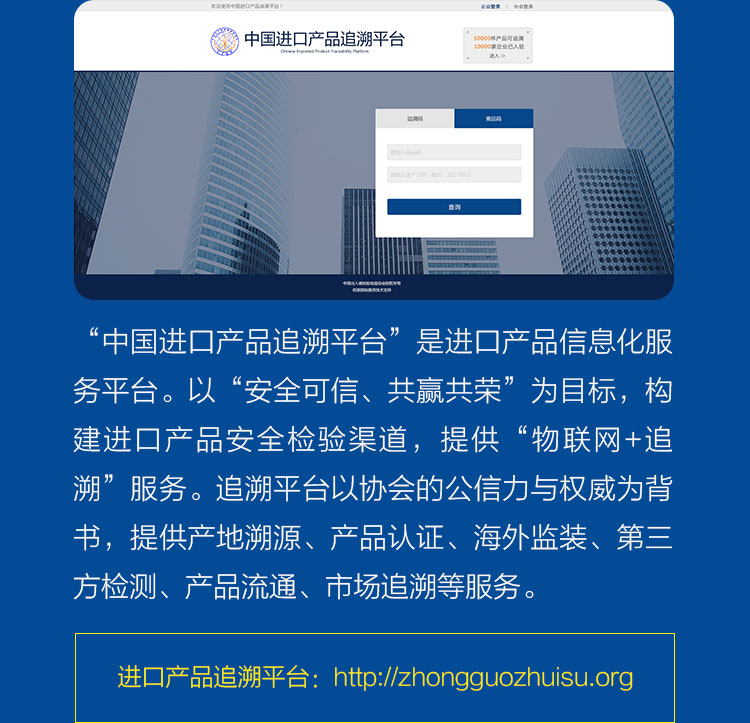 欢迎使用中国进口产品追溯平台！
企业登录 | 协会登录
中国进口产品追溯平台
Chinese Imported Product Traceability Platform
10000件产品可追溯
10000家企业已入驻
进入
追溯码 商品码
请输入商品码
请输入生产日期，格式：20170915
查询
中国出入境检验检疫协会版权所有
“中国进口产品追溯平台”是进口产品信息化服
务平台。以“安全可信、共赢共荣”为目标，构
建进口产品安全检验渠道，提供“物联网+追
溯”服务。追溯平台以协会的公信力与权威为背
书，提供产地溯源、产品认证、海外监装、第三
方检测、产品流通、市场追溯等服务。
进口产品追溯平台：http://zhongguozhuisu.org